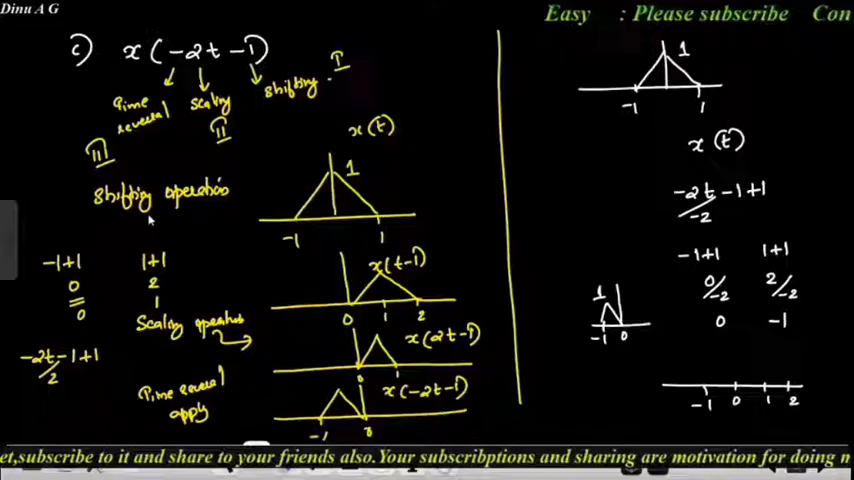 Dinu A G
Easy : Please subscribe Con
c) x(-2t-1)
Time reversal
scaling
shifting
I
II
III
x(t)
1
-1 1
shifting operation
-1+1 1+1
0 2
0 1
x(t-1)
0 1 2
Scaling operation
x(2t-1)
0 1
-2t-1+1
2
Time reversal
apply
x(-2t-1)
-1 0
1
-1 1
x(t)
-2t-1+1
-2
-1+1 1+1
0/-2 2/-2
0 -1
1
-1 0
-1 0 1 2
et,subscribe to it and share to your friends also.Your subscribptions and sharing are motivation for doing m